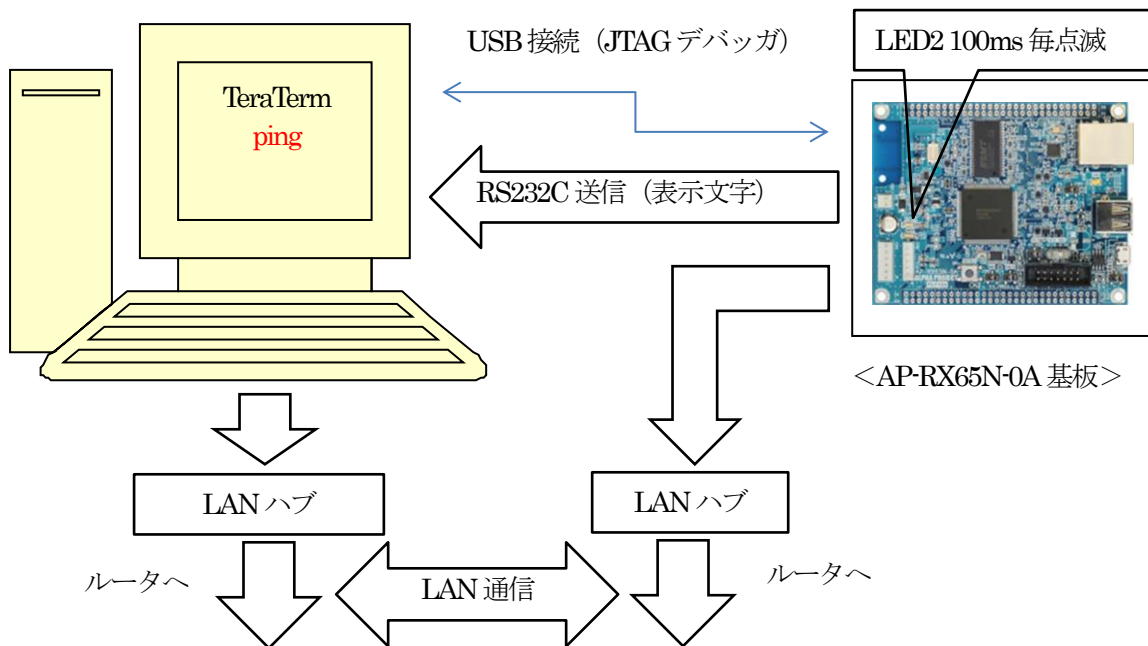 USB 接続（JTAG デバッガ）
LED2 100ms 毎点滅
TeraTerm
ping
RS232C 送信（表示文字）
＜AP-RX65N-0A 基板＞
LAN ハブ
LAN ハブ
ルータへ
LAN 通信
ルータへ